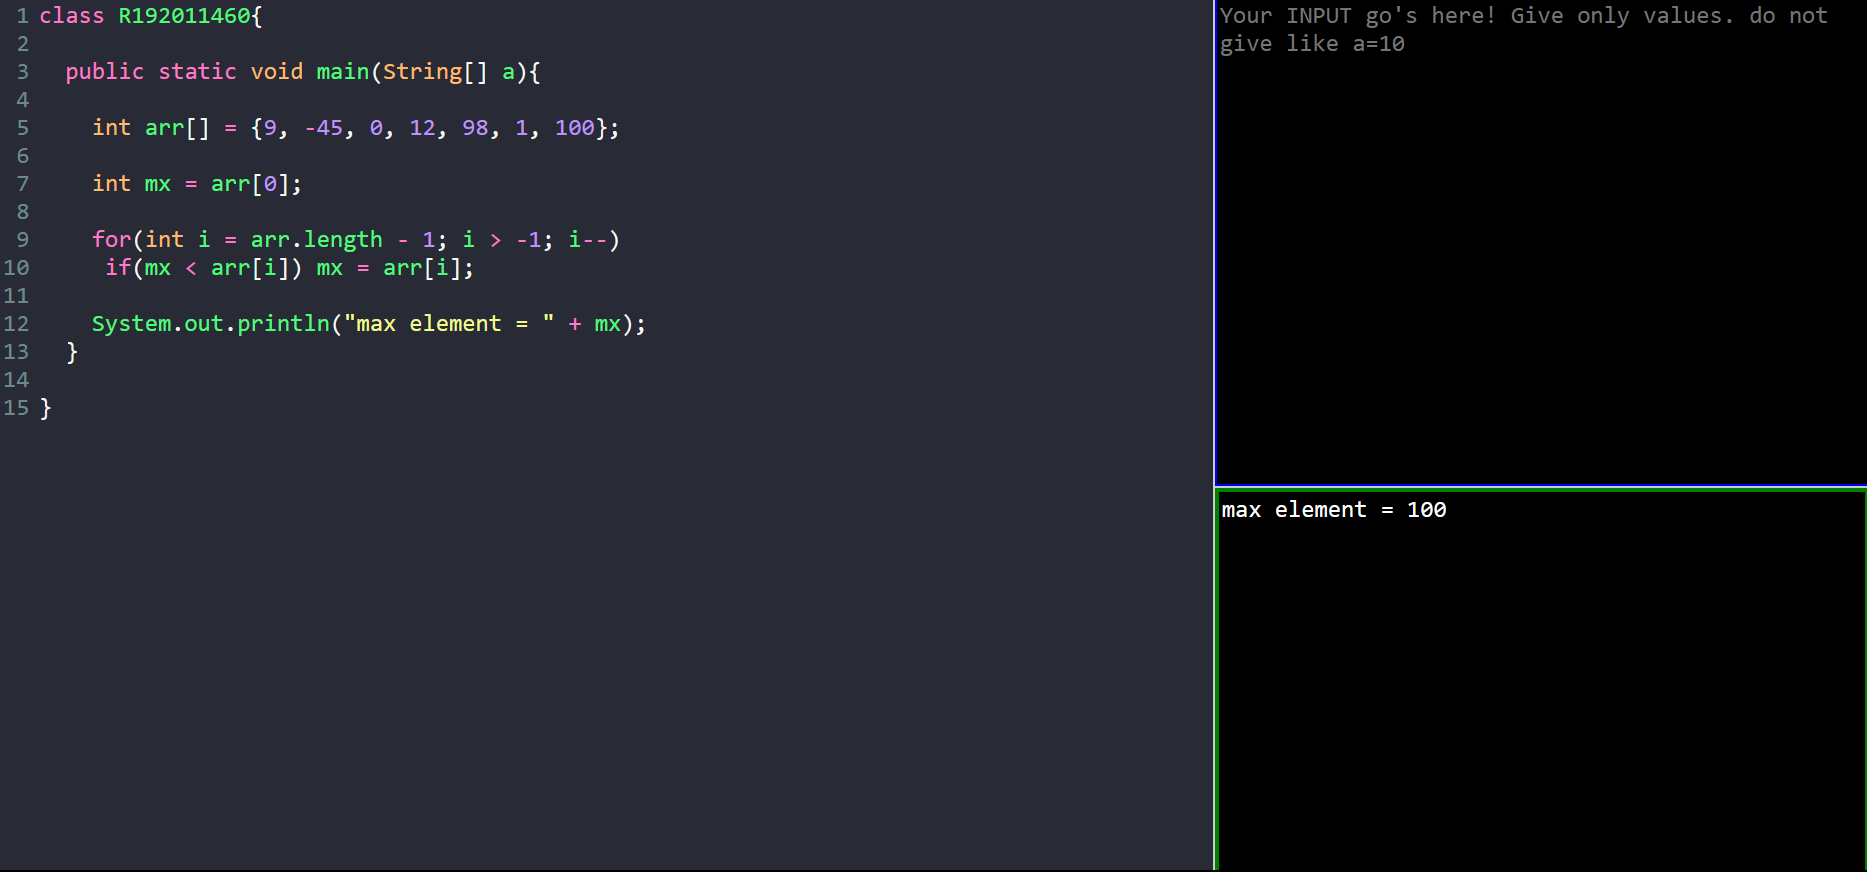 1 class R192011460{
2
3   public static void main(String[] a){
4
5     int arr[] = {9, -45, 0, 12, 98, 1, 100};
6
7     int mx = arr[0];
8
9     for(int i = arr.length - 1; i > -1; i--)
10      if(mx < arr[i]) mx = arr[i];
11
12    System.out.println("max element = " + mx);
13  }
14
15 }
Your INPUT go's here! Give only values. do not
give like a=10
max element = 100